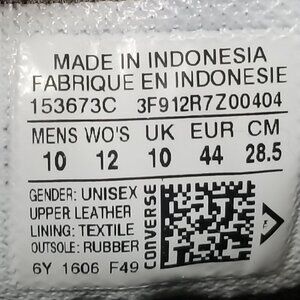 MADE IN INDONESIA
FABRIQUE EN INDONESIE
153673C 3F912R7Z00404
MENS WO'S UK EUR CM
10 12 10 44 28.5
GENDER: UNISEX
UPPER LEATHER
LINING: TEXTILE
OUTSOLE: RUBBER
6Y 1606 F49
CONVERSE